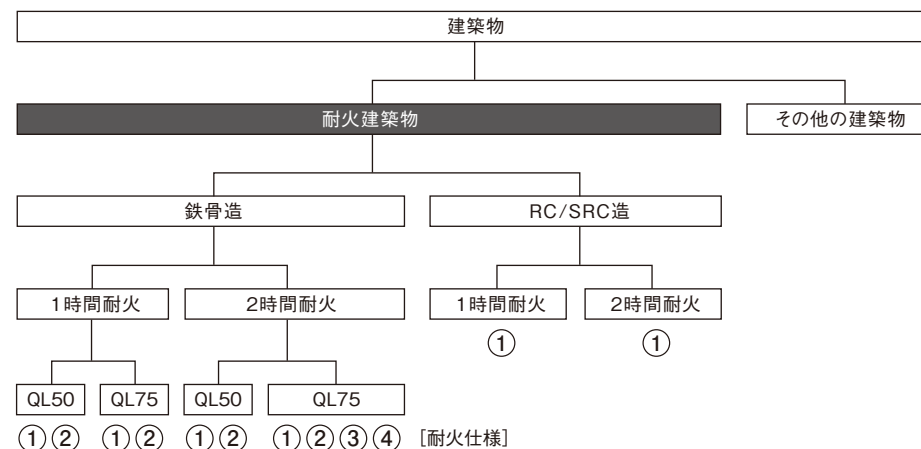 建築物
耐火建築物 その他の建築物
鉄骨造 RC/SRC造
1時間耐火 2時間耐火 1時間耐火 2時間耐火
① ①
QL50 QL75 QL50 QL75
①② ①② ①② ①②③④ [耐火仕様]